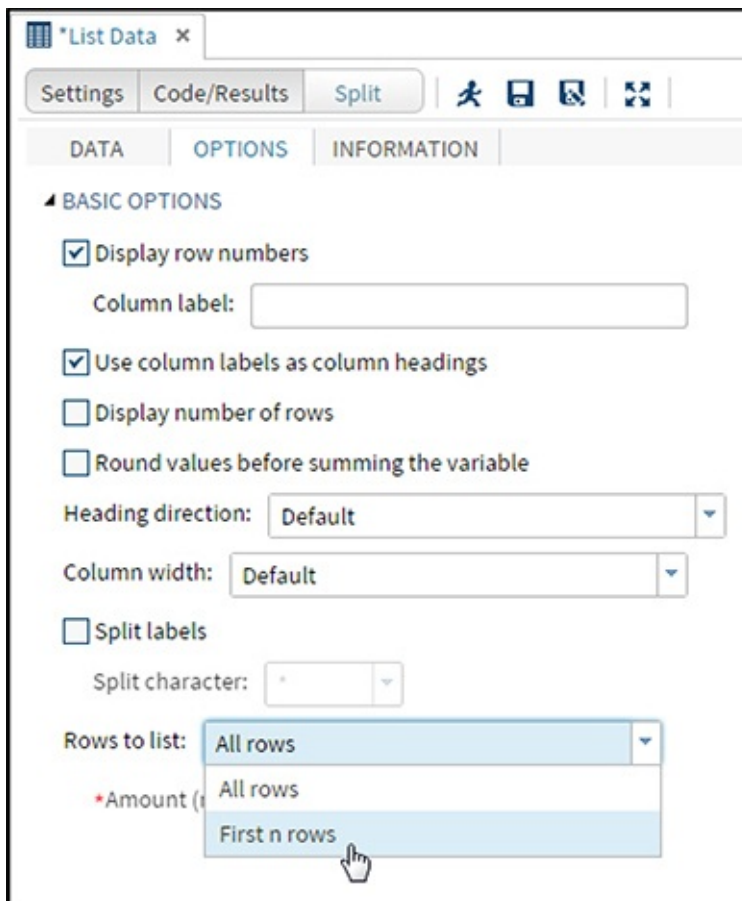 *List Data ×
Settings Code/Results Split
DATA OPTIONS INFORMATION
BASIC OPTIONS
Display row numbers
Column label:
Use column labels as column headings
Display number of rows
Round values before summing the variable
Heading direction: Default
Column width: Default
Split labels
Split character: *
Rows to list: All rows
All rows
*Amount
First n rows